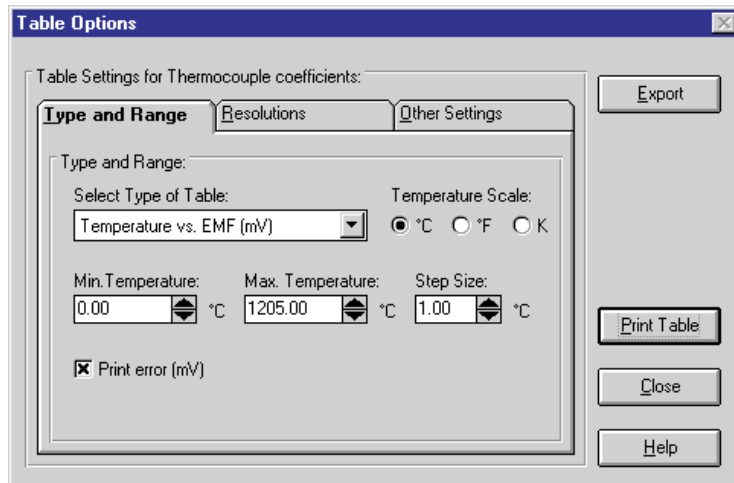 Table Options
Table Settings for Thermocouple coefficients:
Export
Type and Range Resolutions Other Settings
Type and Range:
Select Type of Table: Temperature Scale:
Temperature vs. EMF (mV) °C °F K
Min.Temperature: Max. Temperature: Step Size:
0.00 °C 1205.00 °C 1.00 °C
Print Table
Print error (mV)
Close
Help